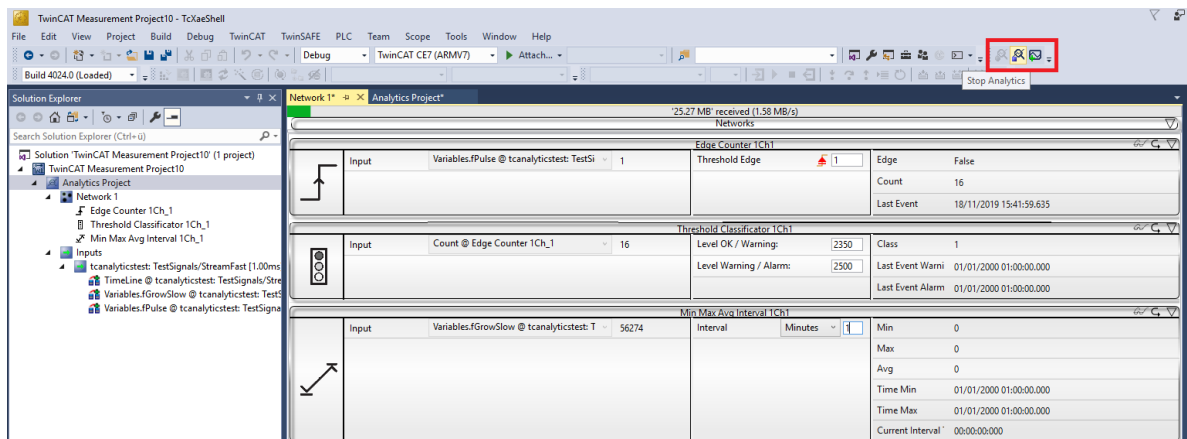 TwinCAT Measurement Project10 - TcXaeShell
File Edit View Project Build Debug TwinCAT TwinSAFE PLC Team Scope Tools Window Help
Debug TwinCAT CE7 (ARMV7) Attach...
Build 4024.0 (Loaded)
Stop Analytics
Solution Explorer
Search Solution Explorer (Ctrl+ü)
Solution 'TwinCAT Measurement Project10' (1 project)
TwinCAT Measurement Project10
Analytics Project
Network 1
Edge Counter 1Ch_1
Threshold Classificator 1Ch_1
Min Max Avg Interval 1Ch_1
Inputs
tcanalyticstest: TestSignals/StreamFast [1.00ms
TimeLine @ tcanalyticstest: TestSignals/Stre
Variables.fGrowSlow @ tcanalyticstest: TestS
Variables.fPulse @ tcanalyticstest: TestSigna
Network 1* Analytics Project*
'25.27 MB' received (1.58 MB/s)
Networks
Edge Counter 1Ch1
Input Variables.fPulse @ tcanalyticstest: TestSi 1 Threshold Edge 1 Edge False
Count 16
Last Event 18/11/2019 15:41:59.635
Threshold Classificator 1Ch1
Input Count @ Edge Counter 1Ch_1 16 Level OK / Warning: 2350 Class 1
Level Warning / Alarm: 2500 Last Event Warni 01/01/2000 01:00:00.000
Last Event Alarm 01/01/2000 01:00:00.000
Min Max Avg Interval 1Ch1
Input Variables.fGrowSlow @ tcanalyticstest: T 56274 Interval Minutes 1 Min 0
Max 0
Avg 0
Time Min 01/01/2000 01:00:00.000
Time Max 01/01/2000 01:00:00.000
Current Interval 00:00:00:000